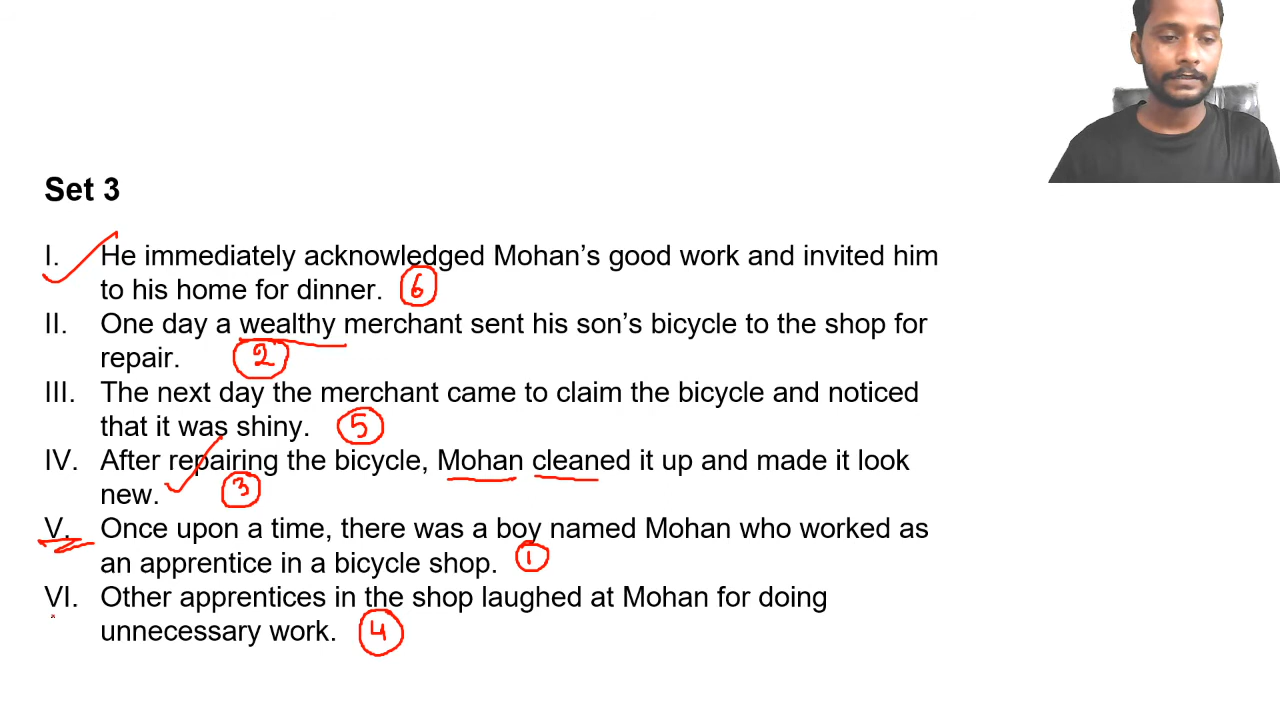 Set 3
I. He immediately acknowledged Mohan's good work and invited him
to his home for dinner. 6
II. One day a wealthy merchant sent his son's bicycle to the shop for
repair. 2
III. The next day the merchant came to claim the bicycle and noticed
that it was shiny. 5
IV. After repairing the bicycle, Mohan cleaned it up and made it look
new. 3
V. Once upon a time, there was a boy named Mohan who worked as
an apprentice in a bicycle shop. 1
VI. Other apprentices in the shop laughed at Mohan for doing
unnecessary work. 4